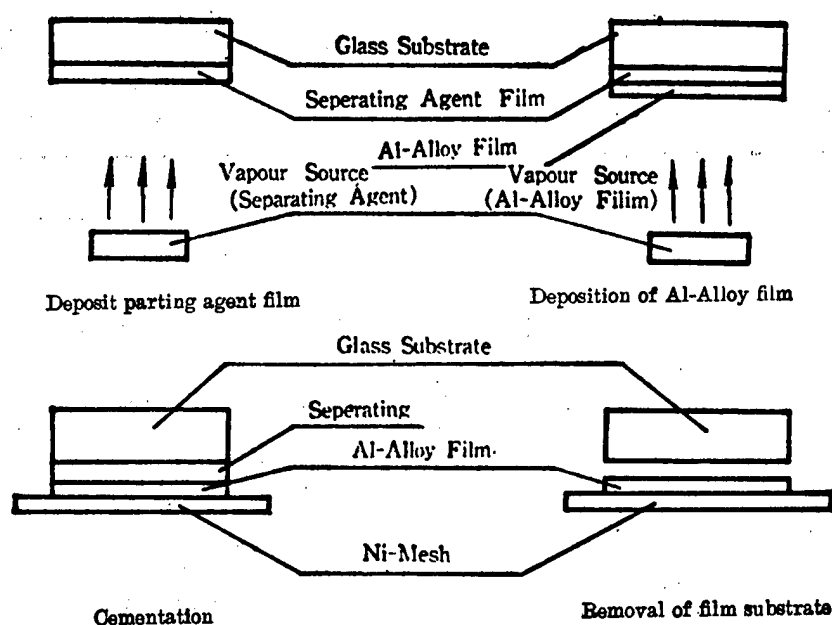 Glass Substrate
Seperating Agent Film
Al-Alloy Film
Vapour Source
(Separating Agent)
Vapour Source
(Al-Alloy Filim)
Deposit parting agent film
Deposition of Al-Alloy film
Glass Substrate
Seperating
Al-Alloy Film
Ni-Mesh
Cementation
Removal of film substrate